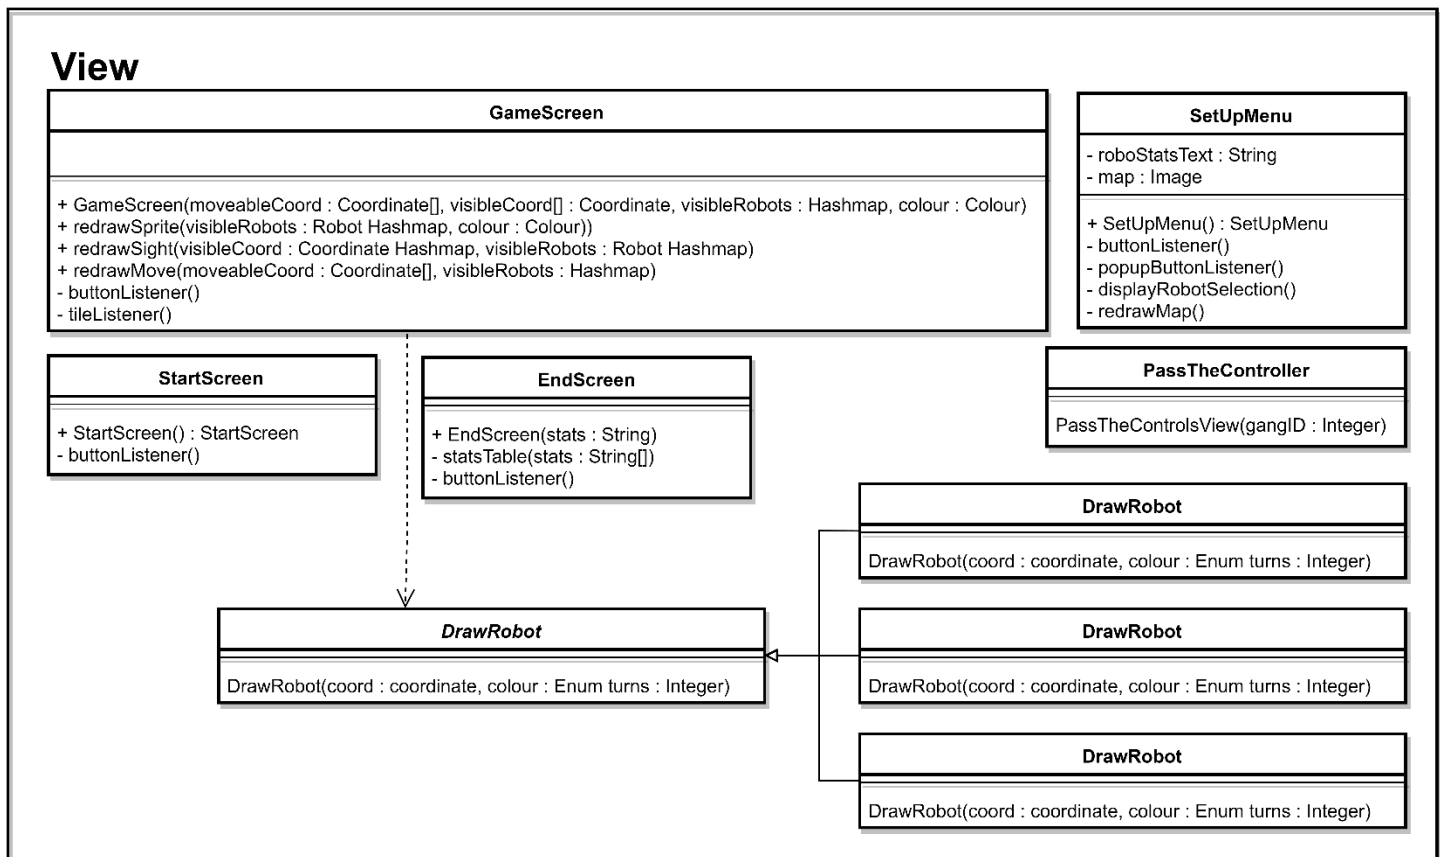 View
GameScreen
+ GameScreen(moveableCoord : Coordinate[], visibleCoord[] : Coordinate, visibleRobots : Hashmap, colour : Colour)
+ redrawSprite(visibleRobots : Robot Hashmap, colour : Colour))
+ redrawSight(visibleCoord : Coordinate Hashmap, visibleRobots : Robot Hashmap)
+ redrawMove(moveableCoord : Coordinate[], visibleRobots : Hashmap)
- buttonListener()
- tileListener()
SetUpMenu
- roboStatsText : String
- map : Image
+ SetUpMenu() : SetUpMenu
- buttonListener()
- popupButtonListener()
- displayRobotSelection()
- redrawMap()
StartScreen
+ StartScreen() : StartScreen
- buttonListener()
EndScreen
+ EndScreen(stats : String)
- statsTable(stats : String[])
- buttonListener()
PassTheController
PassTheControlsView(gangID : Integer)
DrawRobot
DrawRobot(coord : coordinate, colour : Enum turns : Integer)
DrawRobot
DrawRobot(coord : coordinate, colour : Enum turns : Integer)
DrawRobot
DrawRobot(coord : coordinate, colour : Enum turns : Integer)
DrawRobot
DrawRobot(coord : coordinate, colour : Enum turns : Integer)